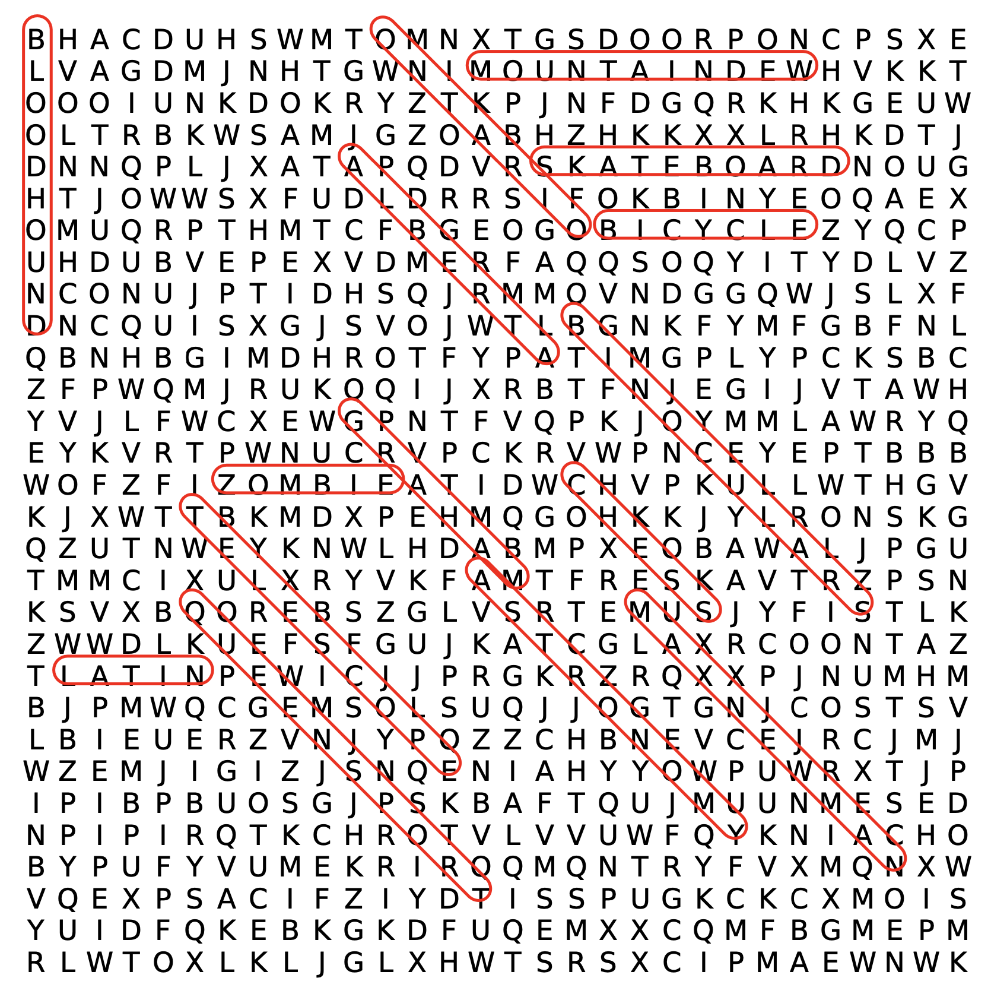 B H A C D U H S W M T O M N X T G S D O O R P O N C P S X E
L V A G D M J N H T G W N I M O U N T A I N D E W H V K K T
O O O I U N K D O K R Y Z T K P J N F D G Q R K H K G E U W
O L T R B K W S A M J G Z O A B H Z H K K X X L R H K D T J
D N N Q P L J X A T A P Q D V R S K A T E B O A R D N O U G
H T J O W W S X F U D L D R R S I F O K B I N Y E O Q A E X
O M U Q R P T H M T C F B G E O G O B I C Y C L E Z Y Q C P
U H D U B V E P E X V D M E R F A Q Q S O Q Y I T Y D L V Z
N C O N U J P T I D H S Q J R M M O V N D G G Q W J S L X F
D N C Q U I S X G J S V O J W T L B G N K F Y M F G B F N L
Q B N H B G I M D H R O T F Y P A T I M G P L Y P C K S B C
Z F P W Q M J R U K O Q I J X R B T F N J E G I J V T A W H
Y V J L F W C X E W G P N T F V Q P K J O Y M M L A W R Y Q
E Y K V R T P W N U C R V P C K R V W P N C E Y E P T B B B
W O F Z F I Z O M B I E A T I D W C H V P K U L L W T H G V
K J X W T T B K M D X P E H M Q G O H K K J Y L R O N S K G
Q Z U T N W E Y K N W L H D A B M P X E O B A W A L J P G U
T M M C I X U L X R Y V K F A M T F R E S K A V T R Z P S N
K S V X B Q O R E B S Z G L V S R T E M U S J Y F I S T L K
Z W W D L K U E F S F G U J K A T C G L A X R C O O N T A Z
T L A T I N P E W I C J J P R G K R Z R Q X X P J N U M H M
B J P M W Q C G E M S O L S U Q J J O G T G N J C O S T S V
L B I E U E R Z V N J Y P O Z Z C H B N E V C E J R C J M J
W Z E M J I G I Z J S N Q E N I A H Y Y O W P U W R X T J P
I P I B P B U O S G J P S K B A F T Q U J M U U N M E S E D
N P I P I R Q T K C H R O T V L V V U W F Q Y K N I A C H O
B Y P U F Y V U M E K R I R O Q M Q N T R Y F V X M Q N X W
V Q E X P S A C I F Z I Y D T I S S P U G K C K C X M O I S
Y U I D F Q K E B K G K D F U Q E M X X C Q M F B G M E P M
R L W T O X L K L J G L X H W T S R S X C I P M A E W N W K